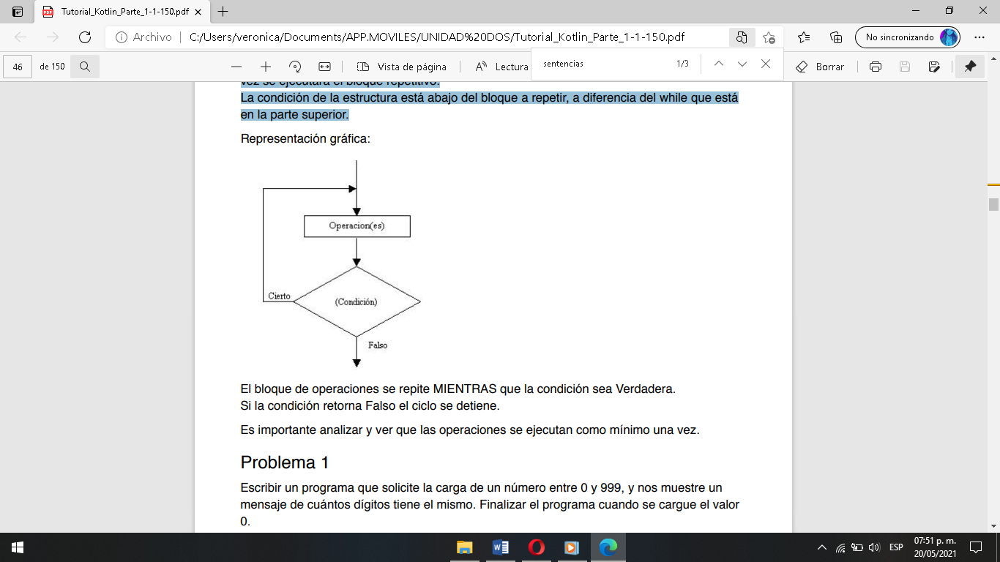 Tutorial_Kotlin_Parte_1-1-150.pdf
Archivo
C:/Users/veronica/Documents/APP.MOVILES/UNIDAD%20DOS/Tutorial_Kotlin_Parte_1-1-150.pdf
No sincronizando
46
de 150
Vista de página
Lectura
sentencias
1/3
Borrar
vez se ejecutará el bloque repetitivo.
La condición de la estructura está abajo del bloque a repetir, a diferencia del while que está
en la parte superior.
Representación gráfica:
Operacion(es)
Cierto
(Condición)
Falso
El bloque de operaciones se repite MIENTRAS que la condición sea Verdadera.
Si la condición retorna Falso el ciclo se detiene.
Es importante analizar y ver que las operaciones se ejecutan como mínimo una vez.
Problema 1
Escribir un programa que solicite la carga de un número entre 0 y 999, y nos muestre un
mensaje de cuántos dígitos tiene el mismo. Finalizar el programa cuando se cargue el valor
0.
ESP
07:51 p. m.
20/05/2021